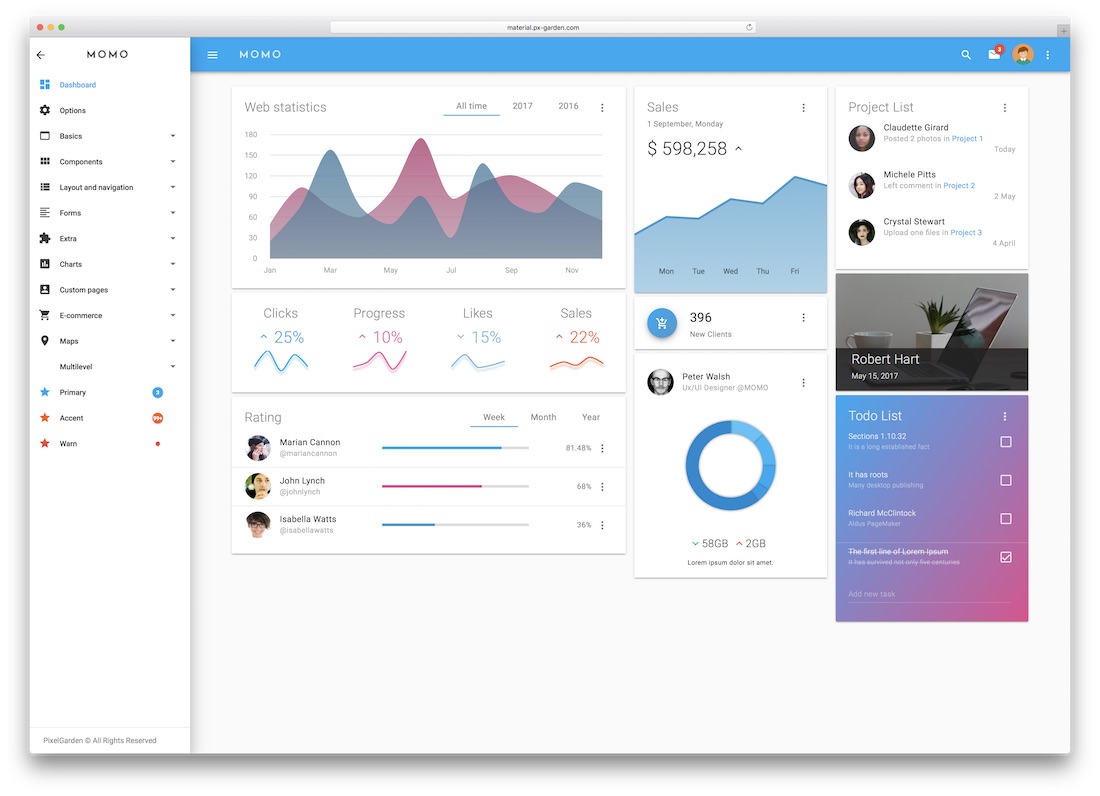 material.px-garden.com
MOMO
Dashboard
Options
Basics
Components
Layout and navigation
Forms
Extra
Charts
Custom pages
E-commerce
Maps
Multilevel
Primary 3
Accent 99+
Warn
PixelGarden © All Rights Reserved
MOMO
3
Web statistics
All time 2017 2016
180
150
120
90
60
30
0
Jan Mar May Jul Sep Nov
Clicks Progress Likes Sales
25% 10% 15% 22%
Rating
Week Month Year
Marian Cannon
@mariancannon
81.48%
John Lynch
@johnlynch
68%
Isabella Watts
@isabellawatts
36%
Sales
1 September, Monday
$ 598,258
Mon Tue Wed Thu Fri
396
New Clients
Peter Walsh
Ux/UI Designer @MOMO
58GB 2GB
Lorem ipsum dolor sit amet.
Project List
Claudette Girard
Posted 2 photos in Project 1
Today
Michele Pitts
Left comment in Project 2
2 May
Crystal Stewart
Upload one files in Project 3
4 April
Robert Hart
May 15, 2017
Todo List
Sections 1.10.32
It is a long established fact
It has roots
Many desktop publishing
Richard McClintock
Aldus PageMaker
The first line of Lorem Ipsum
It has survived not only five centuries
Add new task